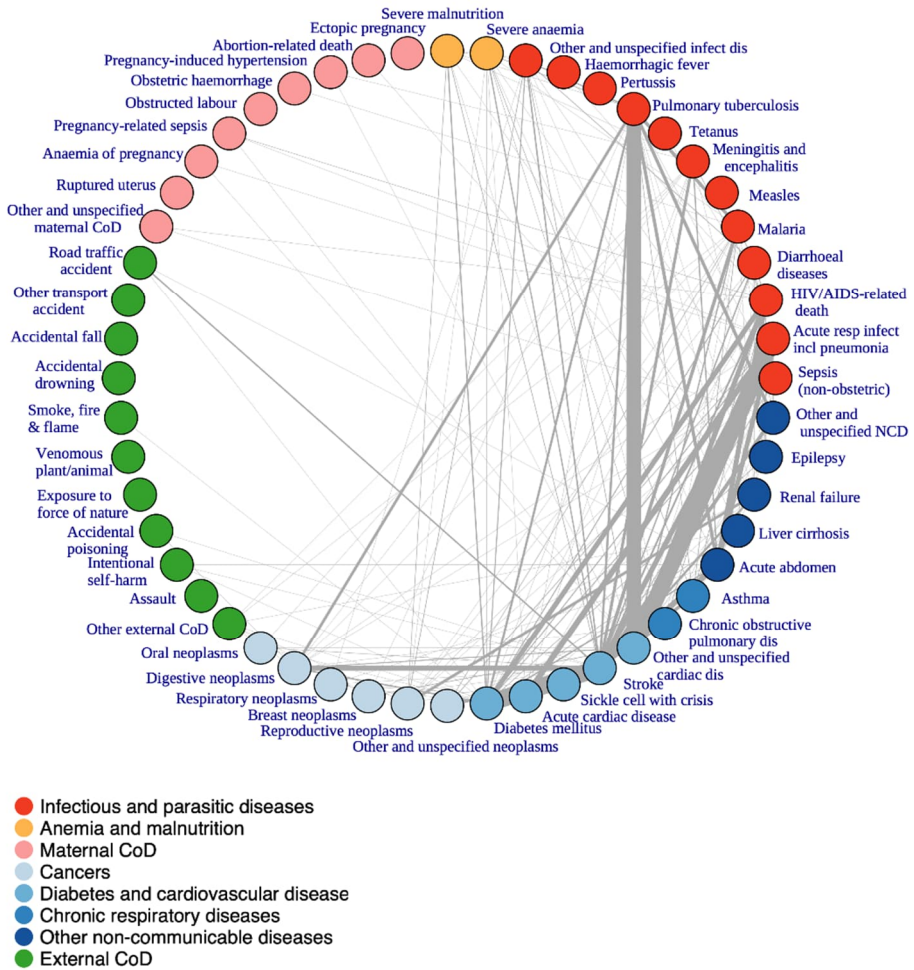 Severe malnutrition
Ectopic pregnancy
Severe anaemia
Abortion-related death
Other and unspecified infect dis
Pregnancy-induced hypertension
Haemorrhagic fever
Obstetric haemorrhage
Pertussis
Obstructed labour
Pulmonary tuberculosis
Pregnancy-related sepsis
Tetanus
Anaemia of pregnancy
Meningitis and
encephalitis
Ruptured uterus
Measles
Other and unspecified
maternal CoD
Malaria
Road traffic
accident
Diarrhoeal
diseases
Other transport
accident
HIV/AIDS-related
death
Accidental fall
Acute resp infect
incl pneumonia
Accidental
drowning
Sepsis
(non-obstetric)
Smoke, fire
& flame
Other and
unspecified NCD
Venomous
plant/animal
Epilepsy
Exposure to
force of nature
Renal failure
Accidental
poisoning
Liver cirrhosis
Intentional
self-harm
Acute abdomen
Assault
Asthma
Other external CoD
Chronic obstructive
pulmonary dis
Oral neoplasms
Other and unspecified
cardiac dis
Digestive neoplasms
Stroke
Respiratory neoplasms
Sickle cell with crisis
Breast neoplasms
Acute cardiac disease
Reproductive neoplasms
Diabetes mellitus
Other and unspecified neoplasms
Infectious and parasitic diseases
Anemia and malnutrition
Maternal CoD
Cancers
Diabetes and cardiovascular disease
Chronic respiratory diseases
Other non-communicable diseases
External CoD